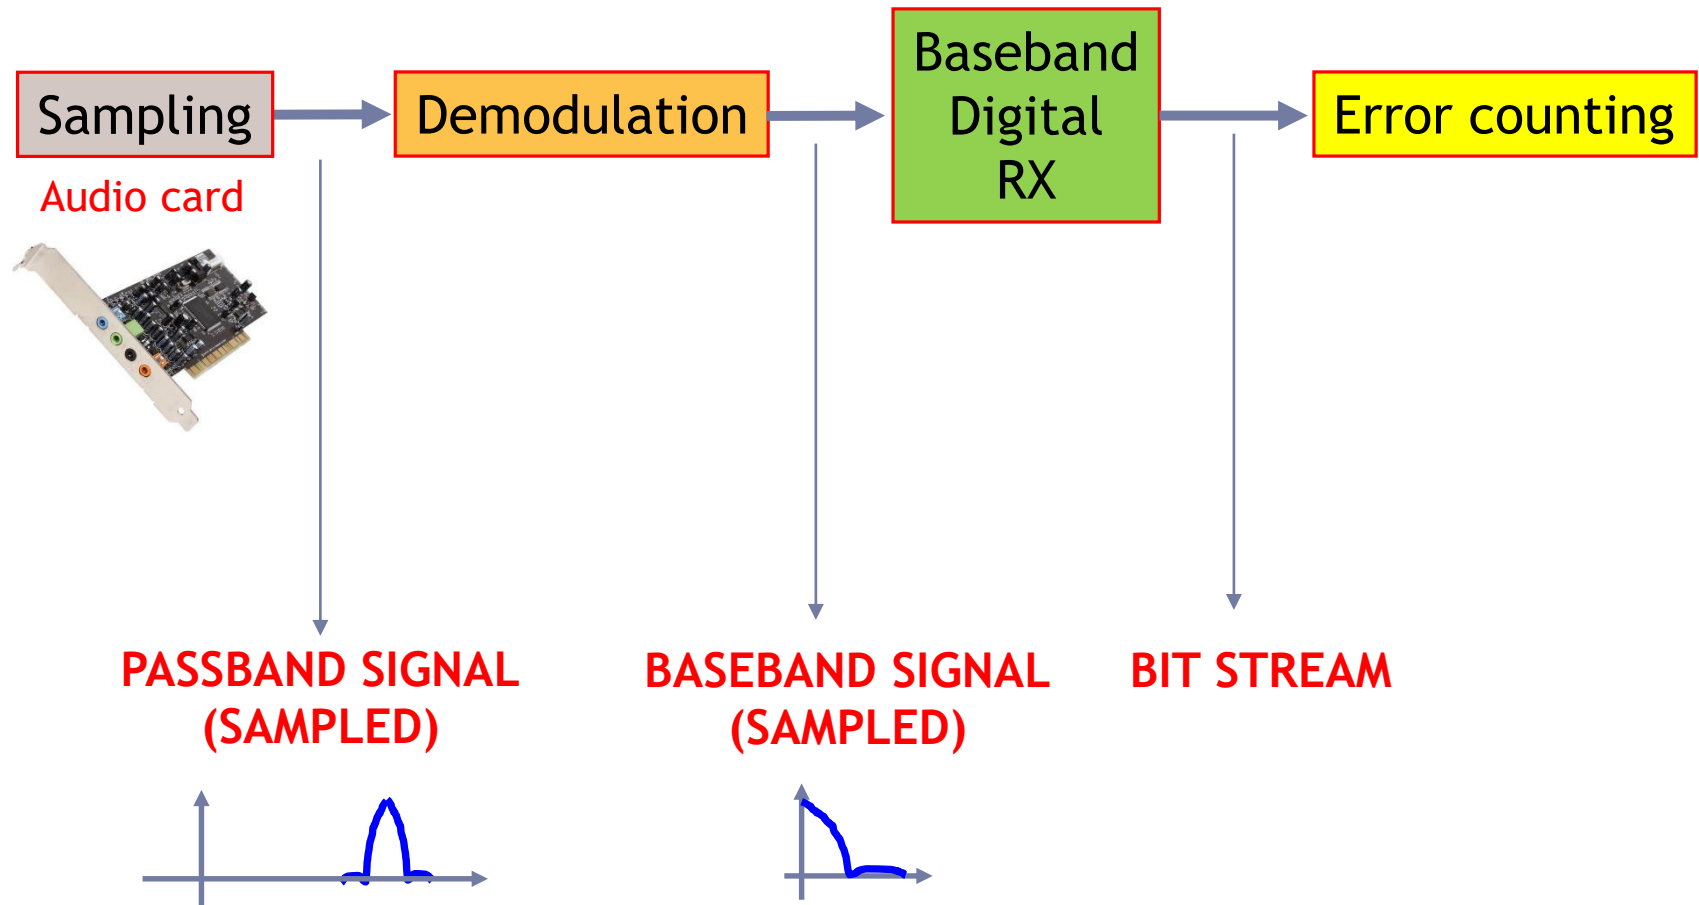 Sampling
Demodulation
Baseband
Digital
RX
Error counting
Audio card
PASSBAND SIGNAL
(SAMPLED)
BASEBAND SIGNAL
(SAMPLED)
BIT STREAM